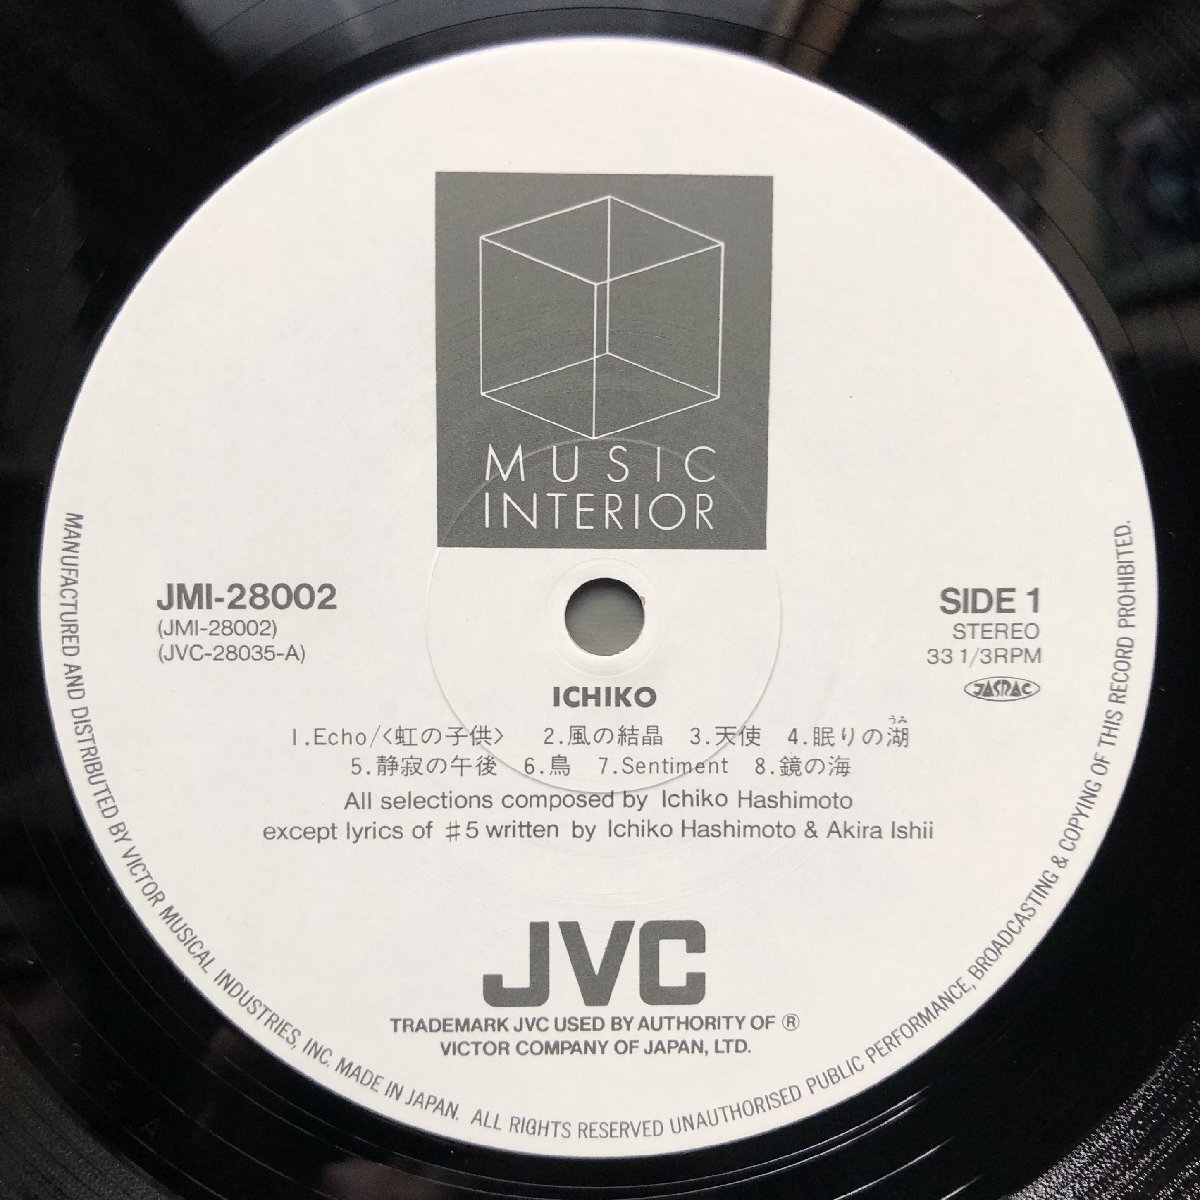 MUSIC
INTERIOR
JMI-28002
(JMI-28002)
(JVC-28035-A)
SIDE 1
STEREO
33 1/3RPM
JASRAC
ICHIKO
1.Echo/〈虹の子供〉 2.風の結晶 3.天使 4.眠りの湖
うみ
5.静寂の午後 6.鳥 7.Sentiment 8.鏡の海
All selections composed by Ichiko Hashimoto
except lyrics of ♯5 written by Ichiko Hashimoto & Akira Ishii
JVC
TRADEMARK JVC USED BY AUTHORITY OF ®
VICTOR COMPANY OF JAPAN, LTD.
MANUFACTURED AND DISTRIBUTED BY VICTOR MUSICAL INDUSTRIES, INC. MADE IN JAPAN. ALL RIGHTS RESERVED UNAUTHORISED PUBLIC PERFORMANCE, BROADCASTING & COPYING OF THIS RECORD PROHIBITED.